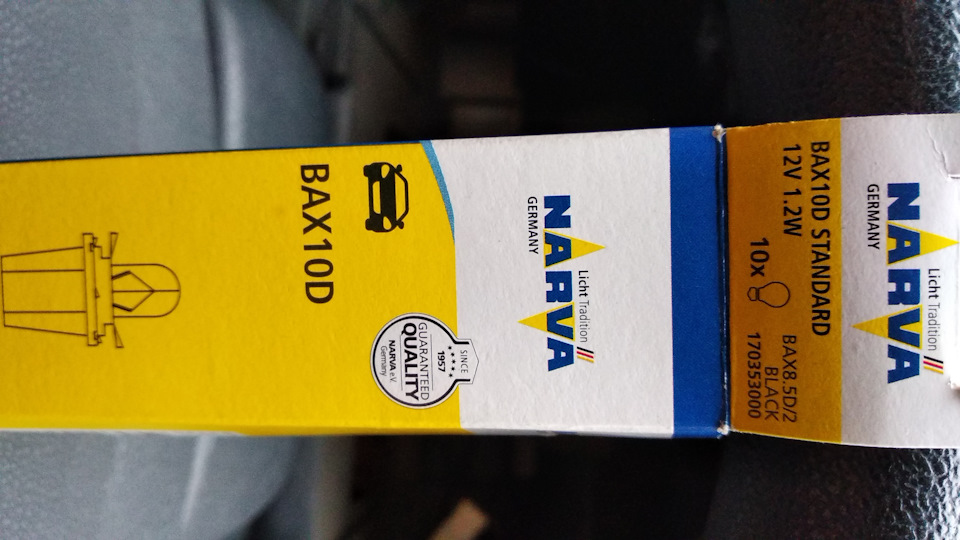 NARVA
Licht Tradition
GERMANY
BAX10D STANDARD
12V 1.2W
10x
BAX8.5D/2
BLACK
170353000
NARVA
Licht Tradition
GERMANY
BAX10D
SINCE
1957
GUARANTEED
QUALITY
NARVA e.V.
Germany